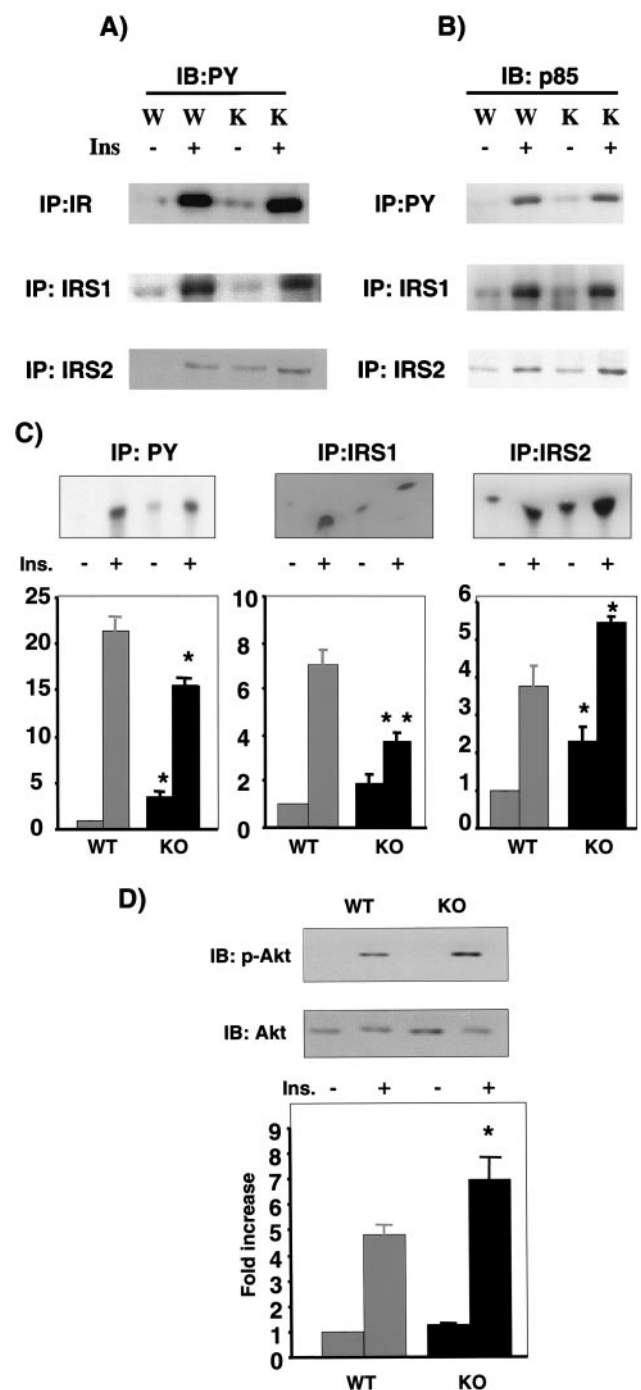 A)
B)
IB:PY
IB: p85
W W K K
W W K K
Ins - + - +
- + - +
IP:IR
IP:PY
IP: IRS1
IP: IRS1
IP: IRS2
IP: IRS2
C)
IP: PY
IP:IRS1
IP:IRS2
Ins. - + - +
- + - +
- + - +
25
20
15
10
5
0
*
*
WT KO
10
8
6
4
2
0
* *
WT KO
6
5
4
3
2
1
0
*
*
WT KO
D)
WT KO
IB: p-Akt
IB: Akt
Ins. - + - +
Fold increase
9
8
7
6
5
4
3
2
1
0
*
WT KO